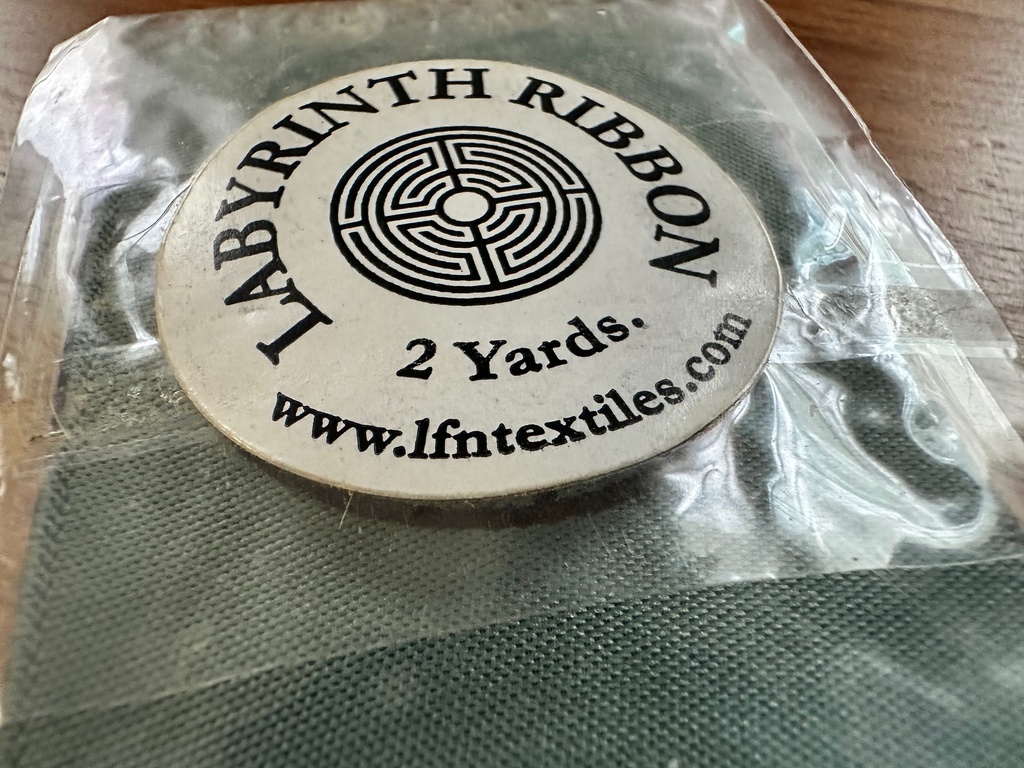 LABYRINTH RIBBON
2 Yards.
www.lfntextiles.com